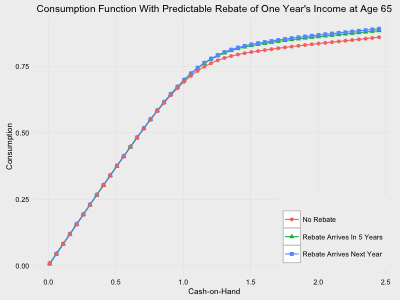 Consumption Function With Predictable Rebate of One Year's Income at Age 65
Consumption
0.75
0.50
0.25
0.00
0.0 0.5 1.0 1.5 2.0 2.5
Cash-on-Hand
No Rebate
Rebate Arrives In 5 Years
Rebate Arrives Next Year